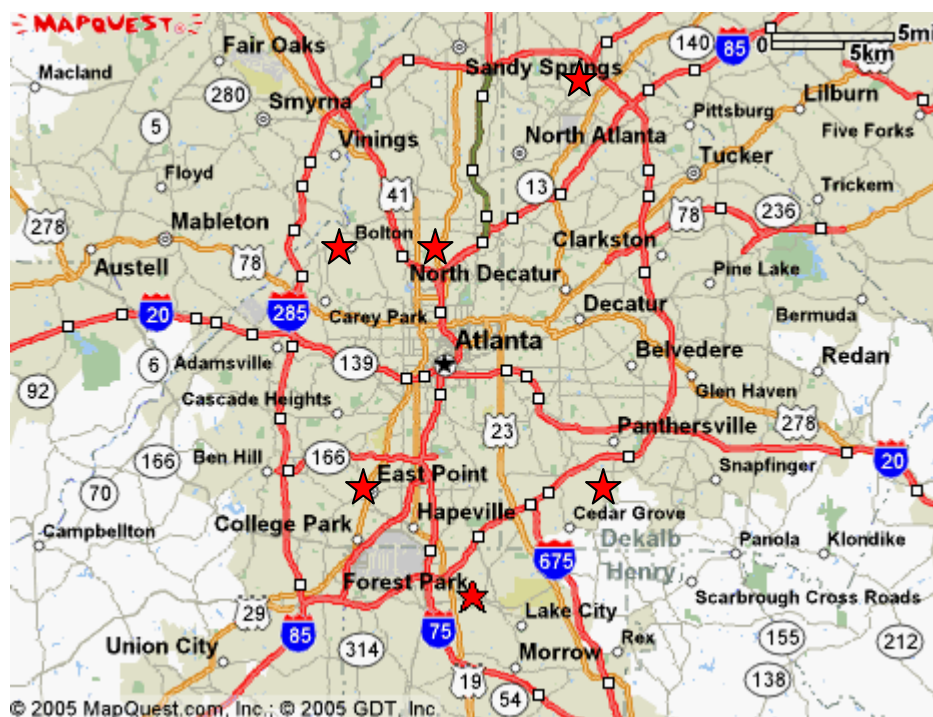 MAPQUEST
5mi
5km
Fair Oaks
140
85
Sandy Springs
Macland
280
Smyrna
Lilburn
Pittsburg
Five Forks
5
Vinings
North Atlanta
Tucker
Floyd
41
13
Trickem
278
Mableton
78
236
Bolton
Clarkston
Austell
78
North Decatur
Pine Lake
20
285
Carey Park
Decatur
Bermuda
Atlanta
Adamsville
6
139
Belvedere
Redan
92
Glen Haven
Cascade Heights
23
Panthersville
278
166
Ben Hill
166
East Point
Snapfinger
20
70
College Park
Hapeville
Cedar Grove
Campbellton
Dekalb
Panola
Klondike
675
Henry
Forest Park
Scarbrough Cross Roads
29
Lake City
85
75
Rex
155
212
Union City
314
Morrow
19
54
138
© 2005 MapQuest.com, Inc.; © 2005 GDT, Inc.